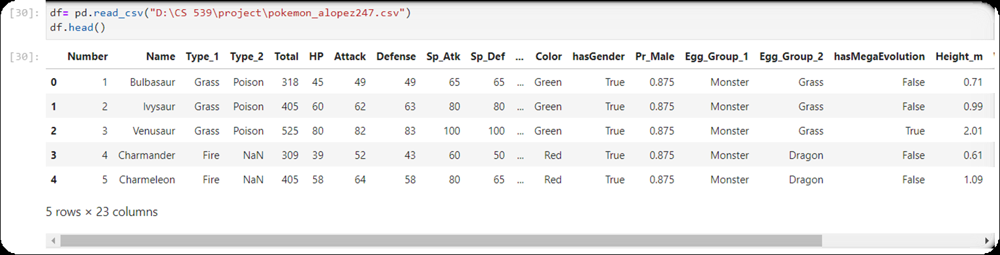 [30]: df= pd.read_csv("D:\CS 539\project\pokemon_alopez247.csv")
df.head()
[30]: Number Name Type_1 Type_2 Total HP Attack Defense Sp_Atk Sp_Def ... Color hasGender Pr_Male Egg_Group_1 Egg_Group_2 hasMegaEvolution Height_m
0 1 Bulbasaur Grass Poison 318 45 49 49 65 65 ... Green True 0.875 Monster Grass False 0.71
1 2 Ivysaur Grass Poison 405 60 62 63 80 80 ... Green True 0.875 Monster Grass False 0.99
2 3 Venusaur Grass Poison 525 80 82 83 100 100 ... Green True 0.875 Monster Grass True 2.01
3 4 Charmander Fire NaN 309 39 52 43 60 50 ... Red True 0.875 Monster Dragon False 0.61
4 5 Charmeleon Fire NaN 405 58 64 58 80 65 ... Red True 0.875 Monster Dragon False 1.09
5 rows × 23 columns